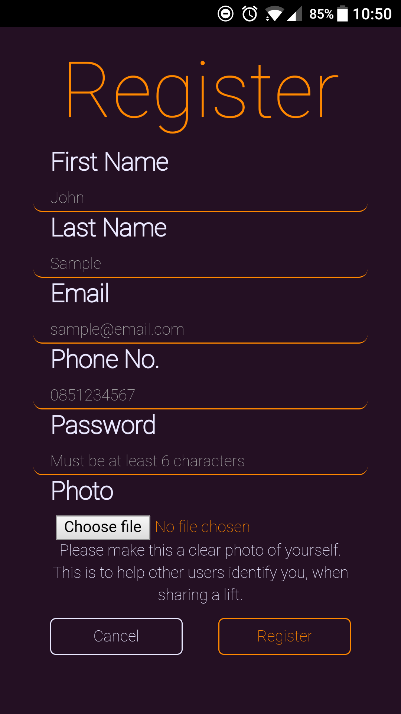 85% 10:50
Register
First Name
John
Last Name
Sample
Email
sample@email.com
Phone No.
0851234567
Password
Must be at least 6 characters
Photo
Choose file No file chosen
Please make this a clear photo of yourself.
This is to help other users identify you, when
sharing a lift.
Cancel Register